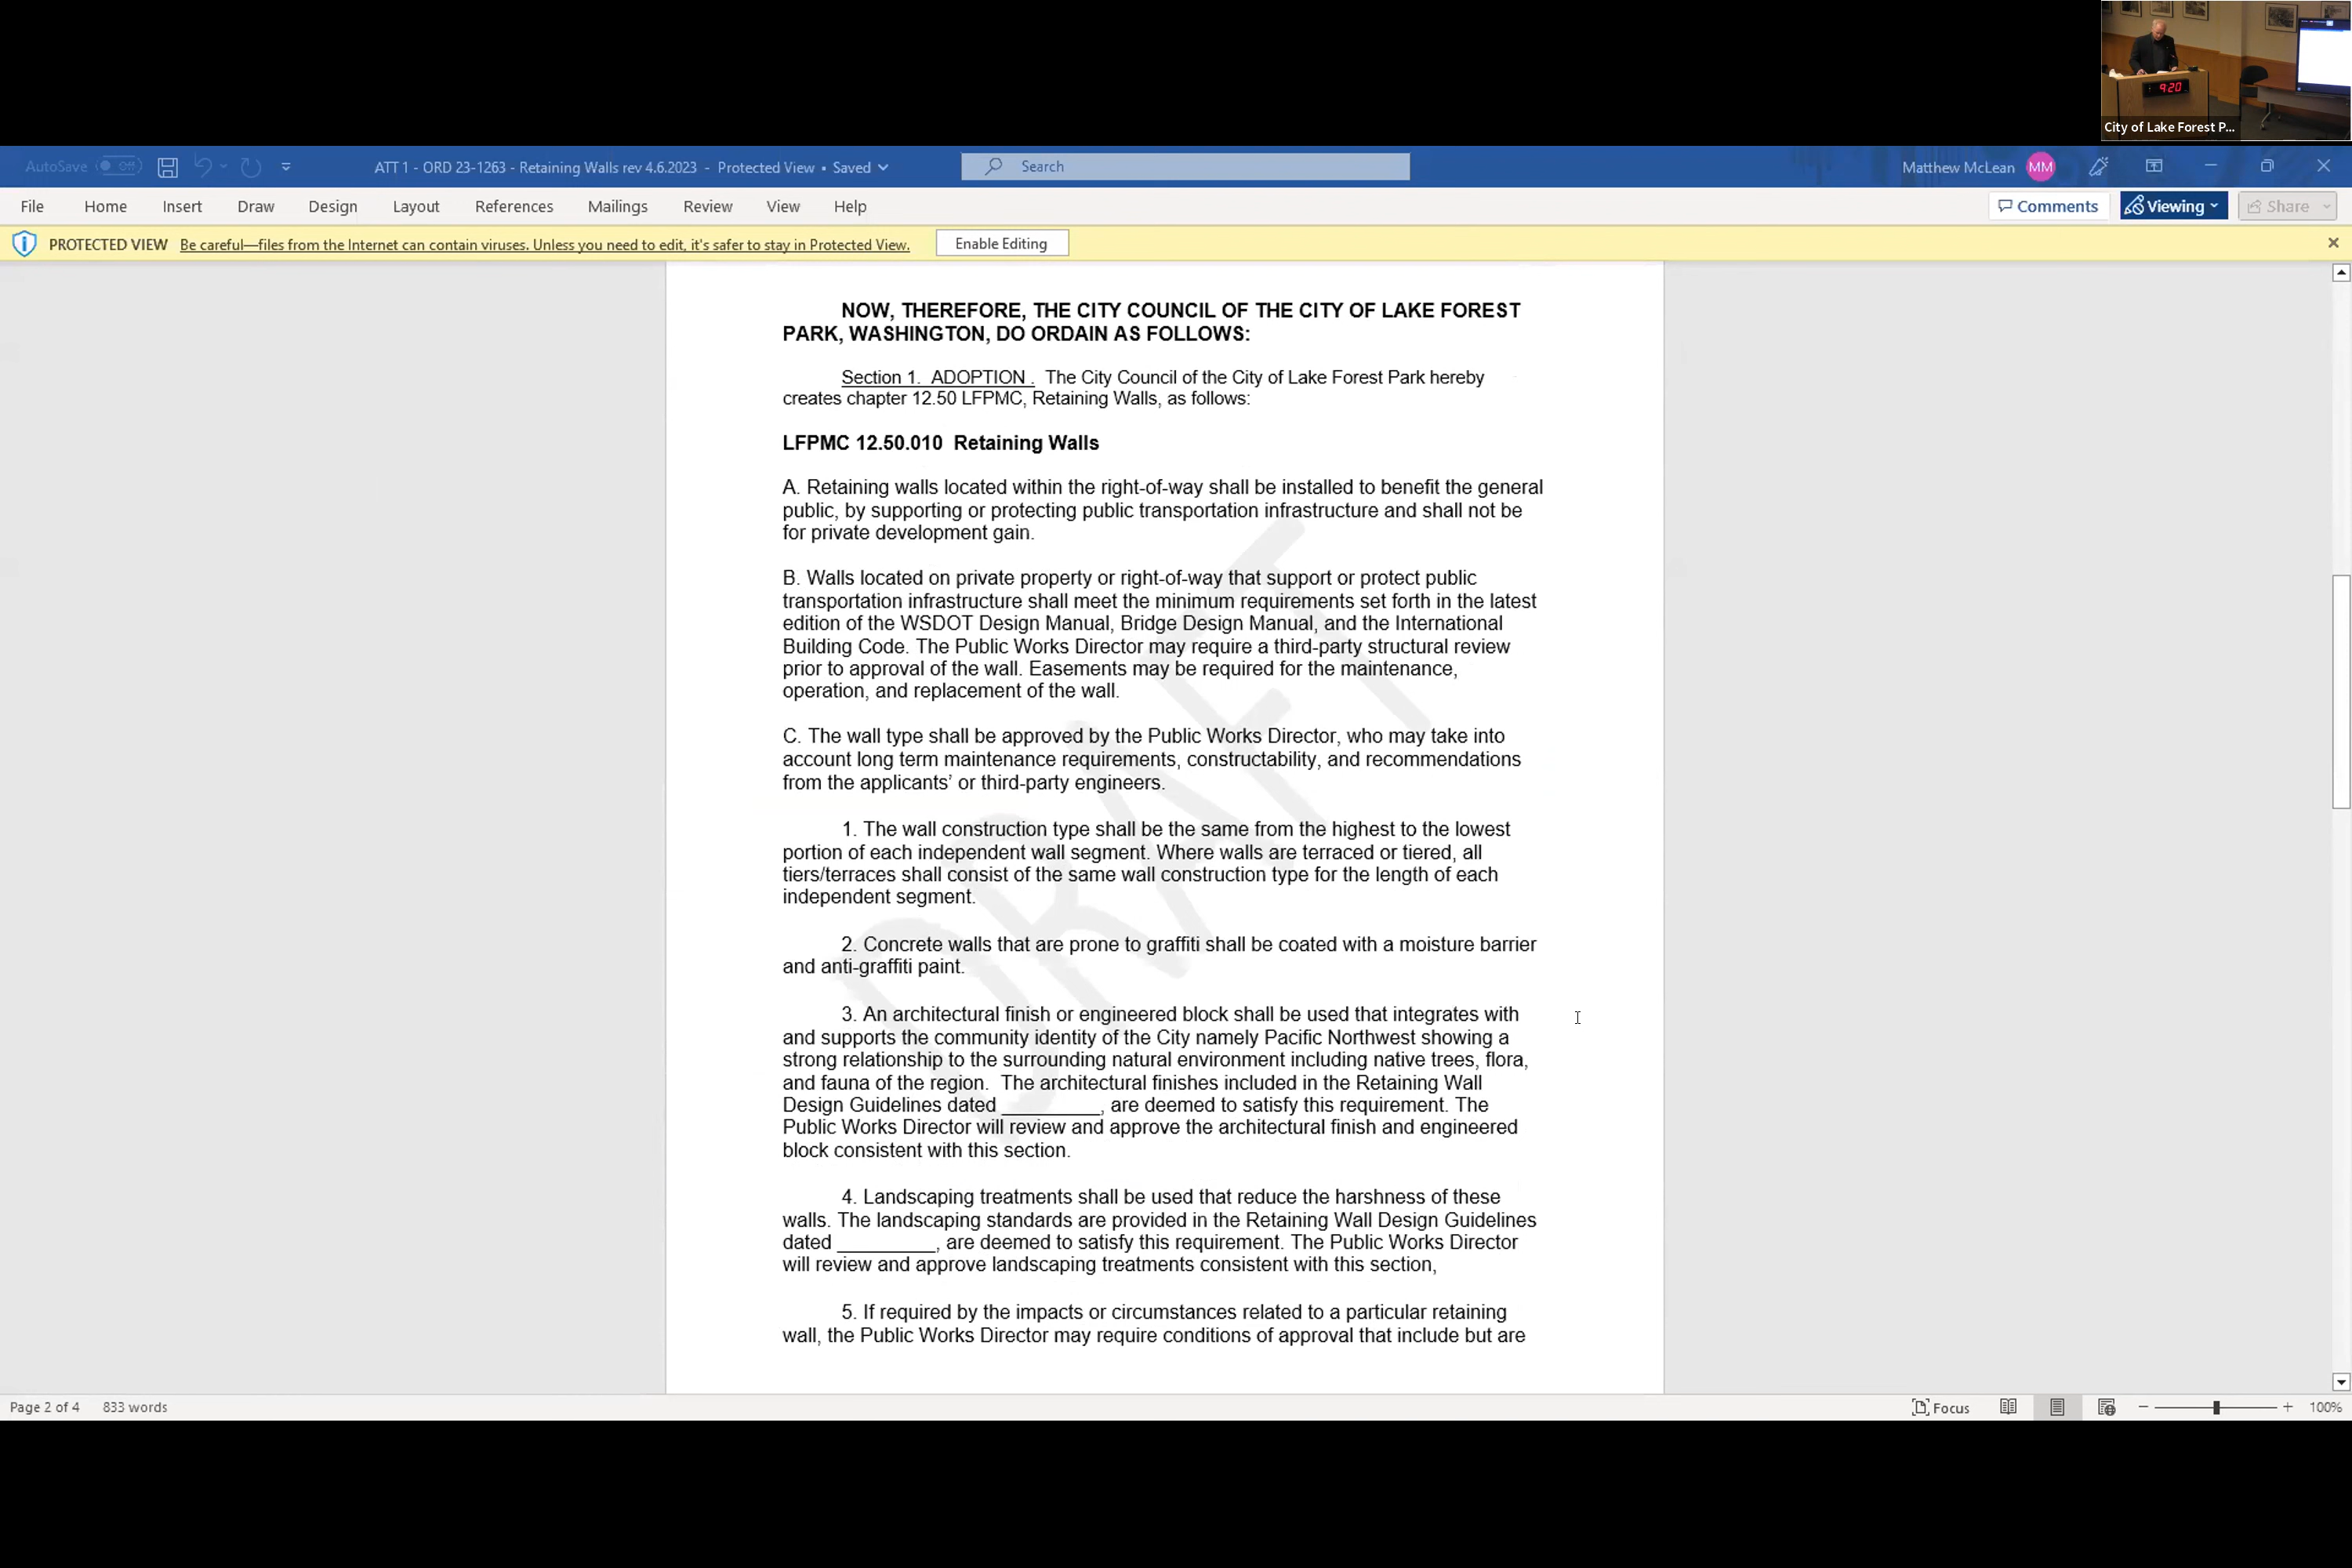 9:20
City of Lake Forest P...
AutoSave Off
ATT 1 - ORD 23-1263 - Retaining Walls rev 4.6.2023 - Protected View • Saved
Search
Matthew McLean MM
File Home Insert Draw Design Layout References Mailings Review View Help
Comments Viewing Share
PROTECTED VIEW Be careful—files from the Internet can contain viruses. Unless you need to edit, it's safer to stay in Protected View. Enable Editing
NOW, THEREFORE, THE CITY COUNCIL OF THE CITY OF LAKE FOREST
PARK, WASHINGTON, DO ORDAIN AS FOLLOWS:
Section 1. ADOPTION . The City Council of the City of Lake Forest Park hereby
creates chapter 12.50 LFPMC, Retaining Walls, as follows:
LFPMC 12.50.010 Retaining Walls
A. Retaining walls located within the right-of-way shall be installed to benefit the general
public, by supporting or protecting public transportation infrastructure and shall not be
for private development gain.
B. Walls located on private property or right-of-way that support or protect public
transportation infrastructure shall meet the minimum requirements set forth in the latest
edition of the WSDOT Design Manual, Bridge Design Manual, and the International
Building Code. The Public Works Director may require a third-party structural review
prior to approval of the wall. Easements may be required for the maintenance,
operation, and replacement of the wall.
C. The wall type shall be approved by the Public Works Director, who may take into
account long term maintenance requirements, constructability, and recommendations
from the applicants’ or third-party engineers.
1. The wall construction type shall be the same from the highest to the lowest
portion of each independent wall segment. Where walls are terraced or tiered, all
tiers/terraces shall consist of the same wall construction type for the length of each
independent segment.
2. Concrete walls that are prone to graffiti shall be coated with a moisture barrier
and anti-graffiti paint.
3. An architectural finish or engineered block shall be used that integrates with
and supports the community identity of the City namely Pacific Northwest showing a
strong relationship to the surrounding natural environment including native trees, flora,
and fauna of the region. The architectural finishes included in the Retaining Wall
Design Guidelines dated _________, are deemed to satisfy this requirement. The
Public Works Director will review and approve the architectural finish and engineered
block consistent with this section.
4. Landscaping treatments shall be used that reduce the harshness of these
walls. The landscaping standards are provided in the Retaining Wall Design Guidelines
dated _________, are deemed to satisfy this requirement. The Public Works Director
will review and approve landscaping treatments consistent with this section,
5. If required by the impacts or circumstances related to a particular retaining
wall, the Public Works Director may require conditions of approval that include but are
DRAFT
Page 2 of 4 833 words
Focus 100%